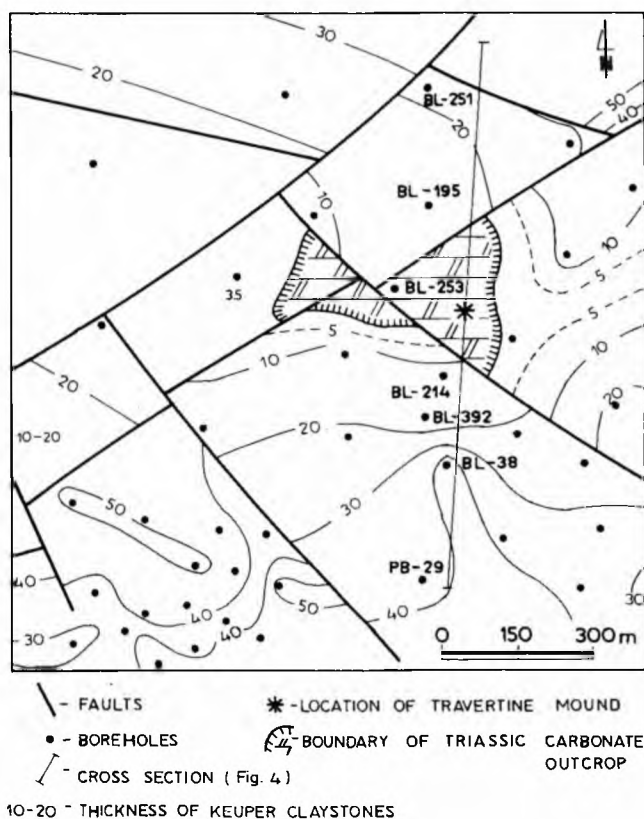 30
20
50
40
BL-251
20
N
10
BL-195
10
35
BL-253
5
5
5
10
10
20
BL-214
BL-392
20
20
10-20
BL-38
30
50
PB-29
40
40
40
40
50
30
0 150 300 m
\ - FAULTS
• - BOREHOLES
- CROSS SECTION (Fig. 4)
10-20 - THICKNESS OF KEUPER CLAYSTONES
* - LOCATION OF TRAVERTINE MOUND
- BOUNDARY OF TRIASSIC CARBONATE
OUTCROP